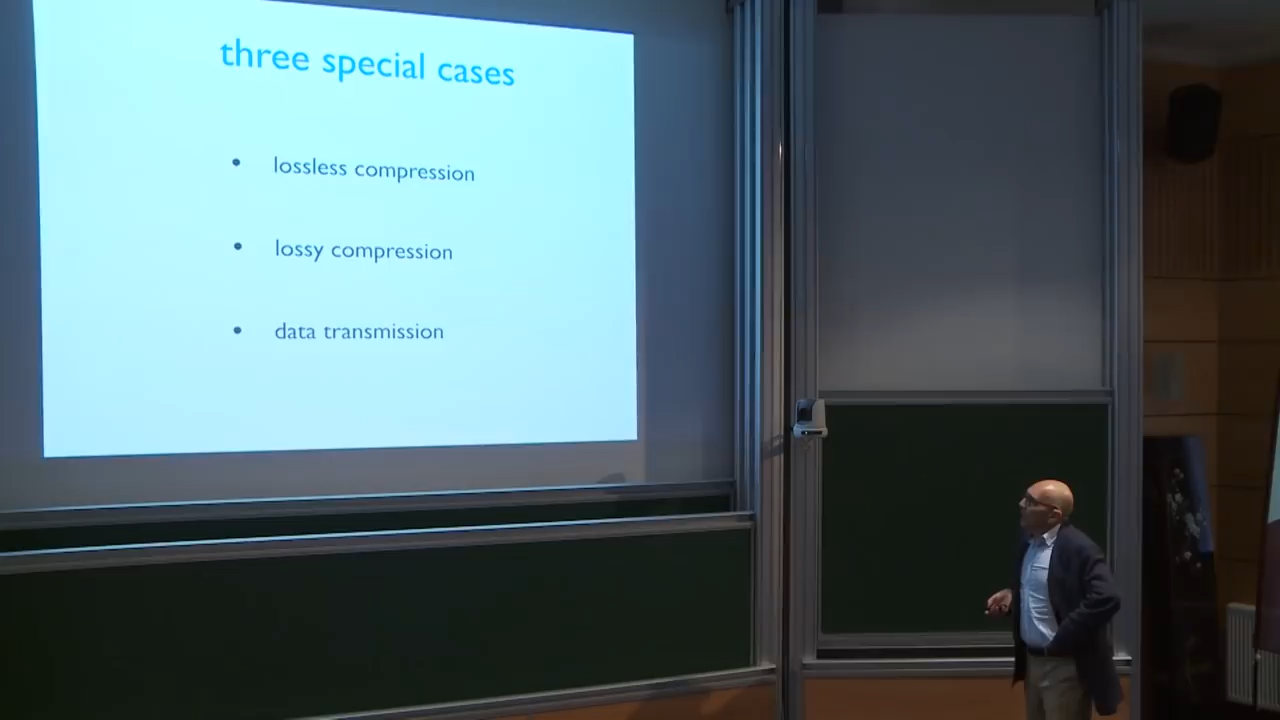 three special cases
• lossless compression
• lossy compression
• data transmission